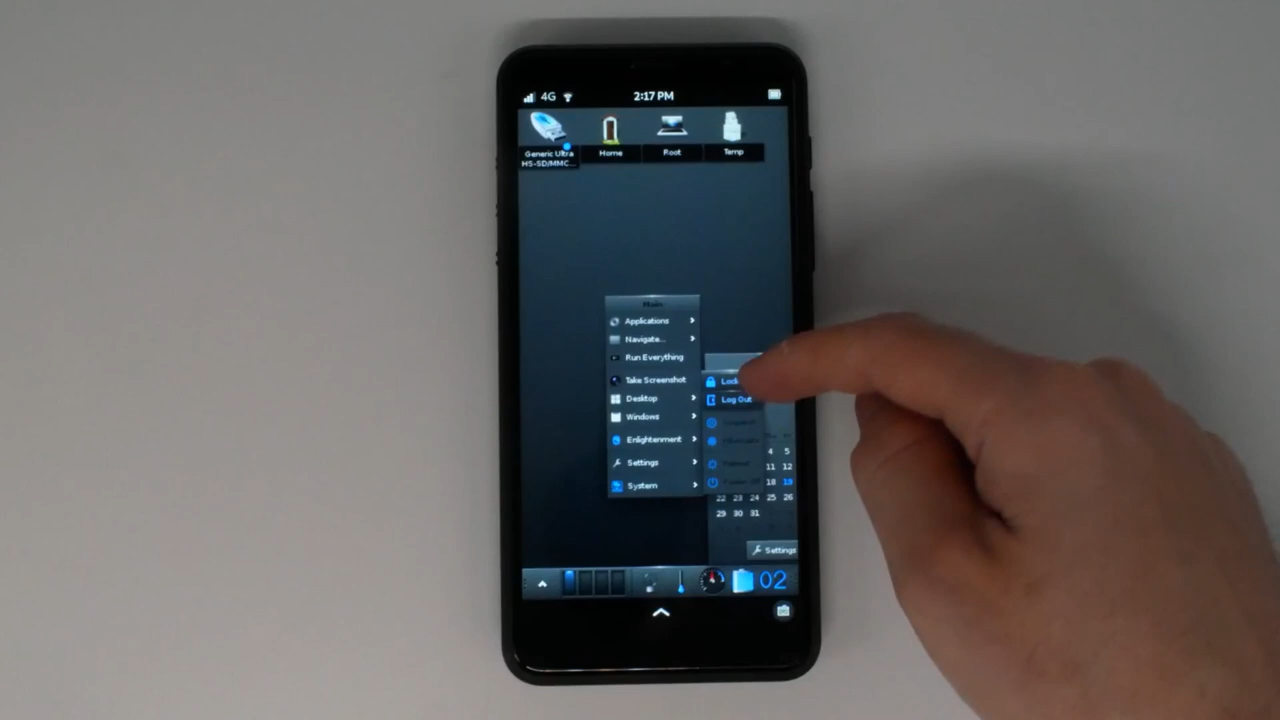 4G
2:17 PM
Generic Ultra
HS-SD/MMC...
Home
Root
Temp
Main
Applications
Navigate...
Run Everything
Take Screenshot
Desktop
Windows
Enlightenment
Settings
System
Lock
Log Out
4 5
11 12
18 19
22 23 24 25 26
29 30 31
Settings
02